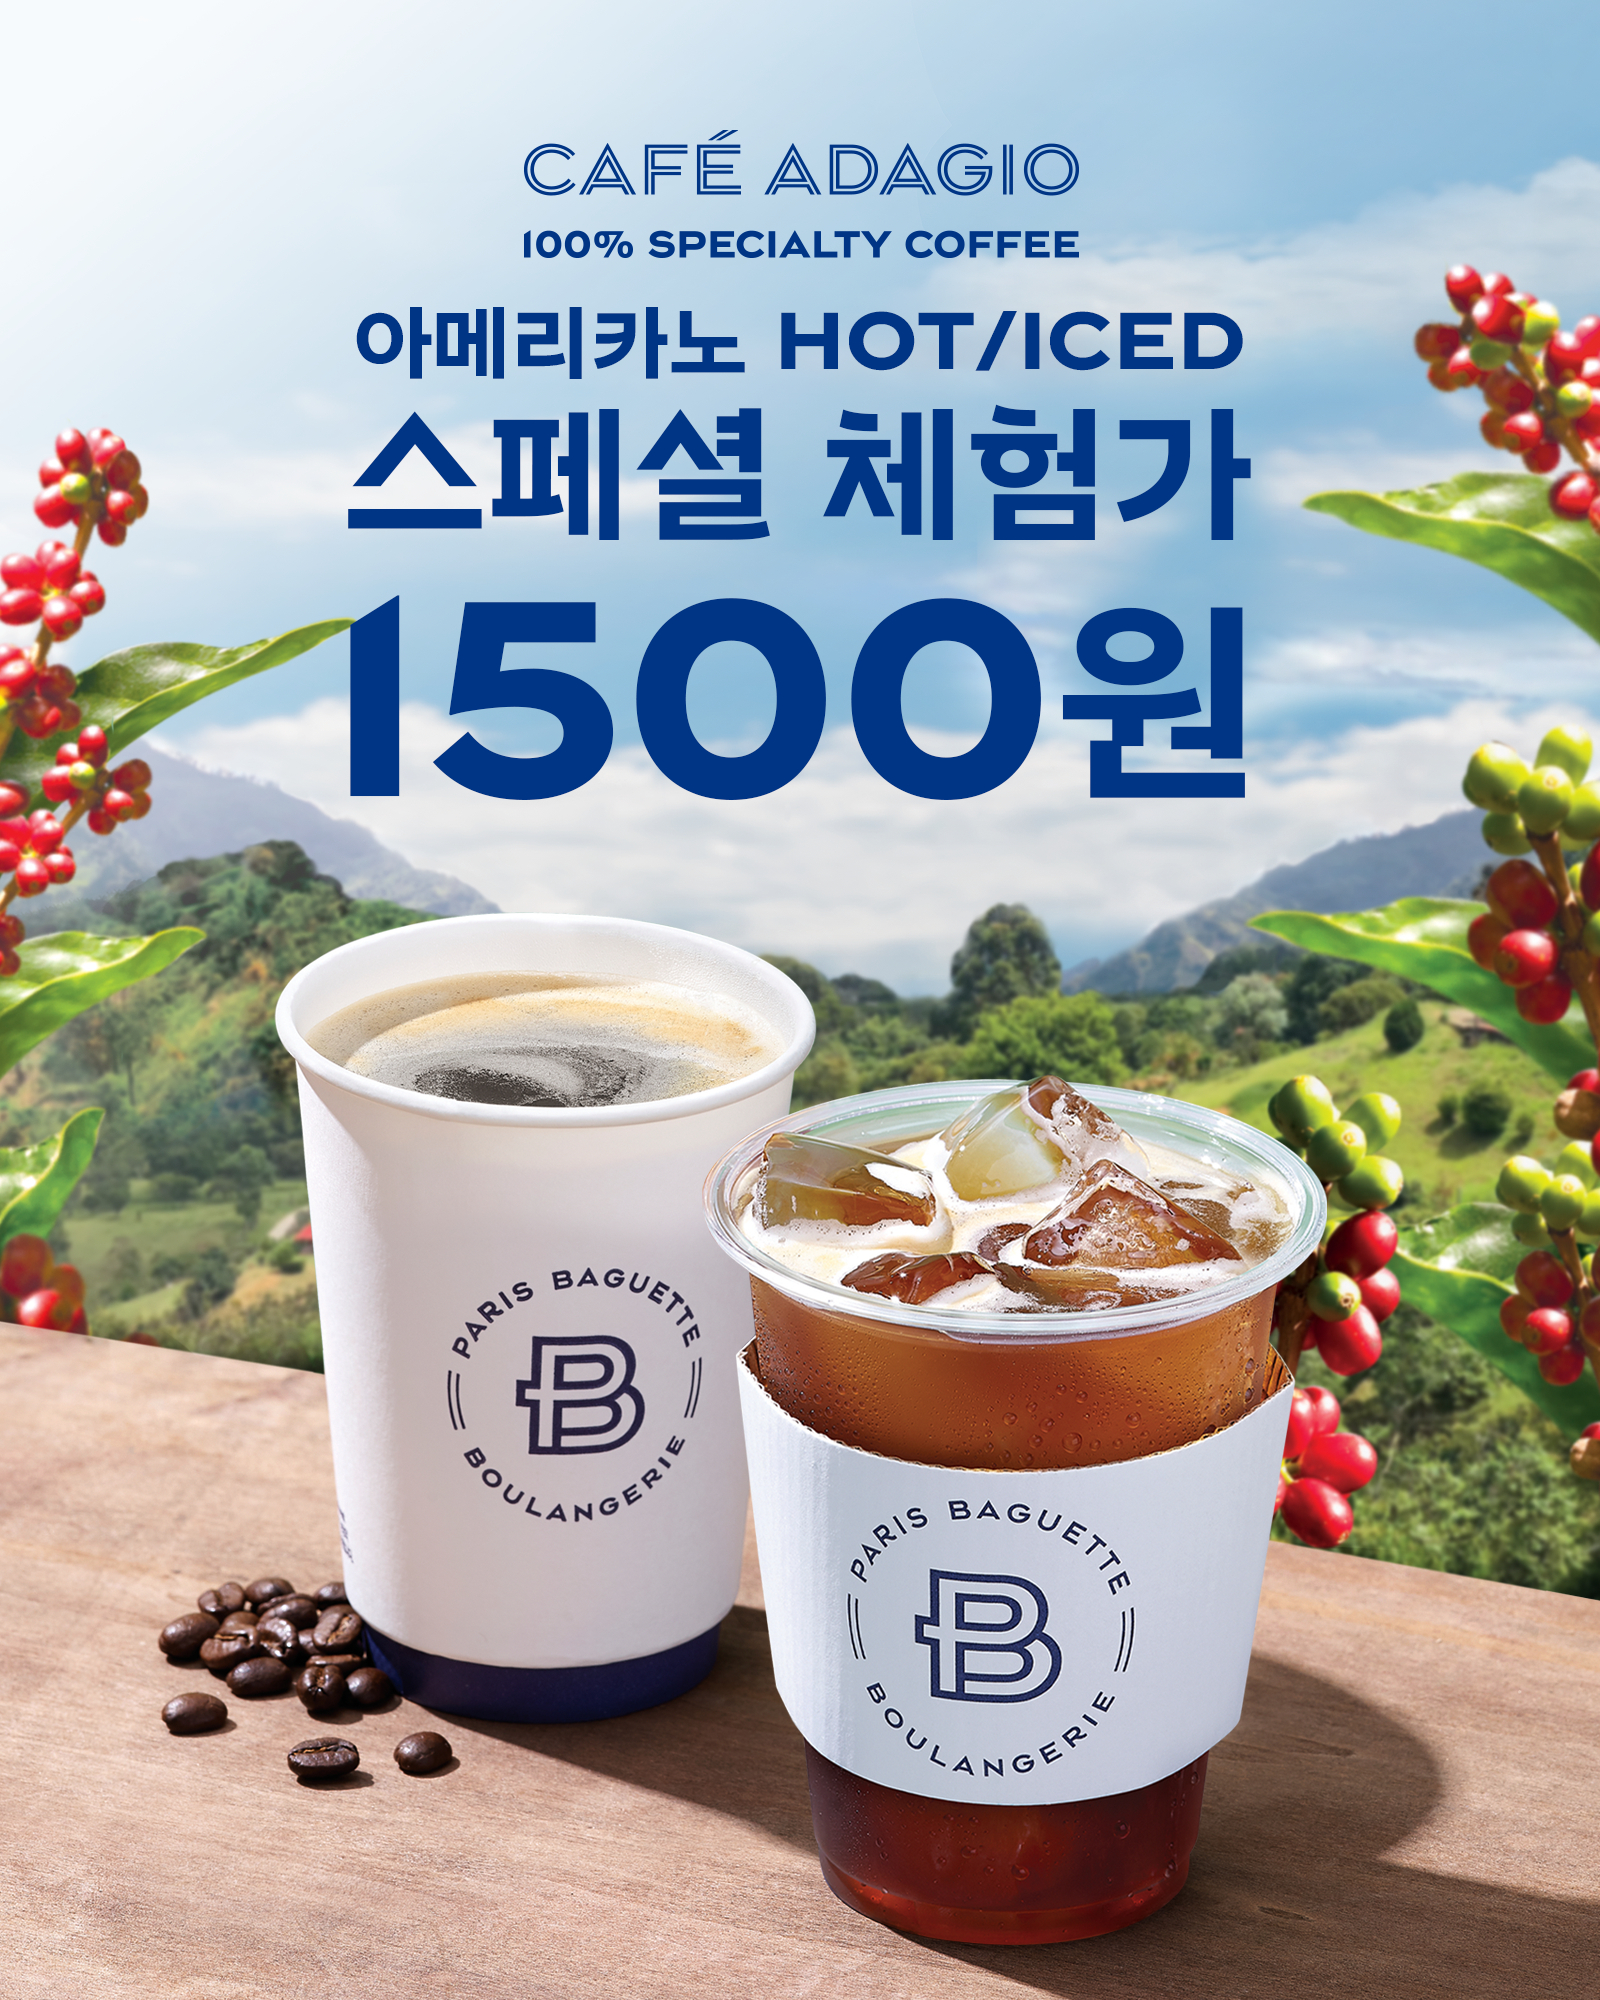 CAFÉ ADAGIO
100% SPECIALTY COFFEE
아메리카노 HOT/ICED
스페셜 체험가
1500원
PARIS BAGUETTE
B
BOULANGERIE
PARIS BAGUETTE
B
BOULANGERIE